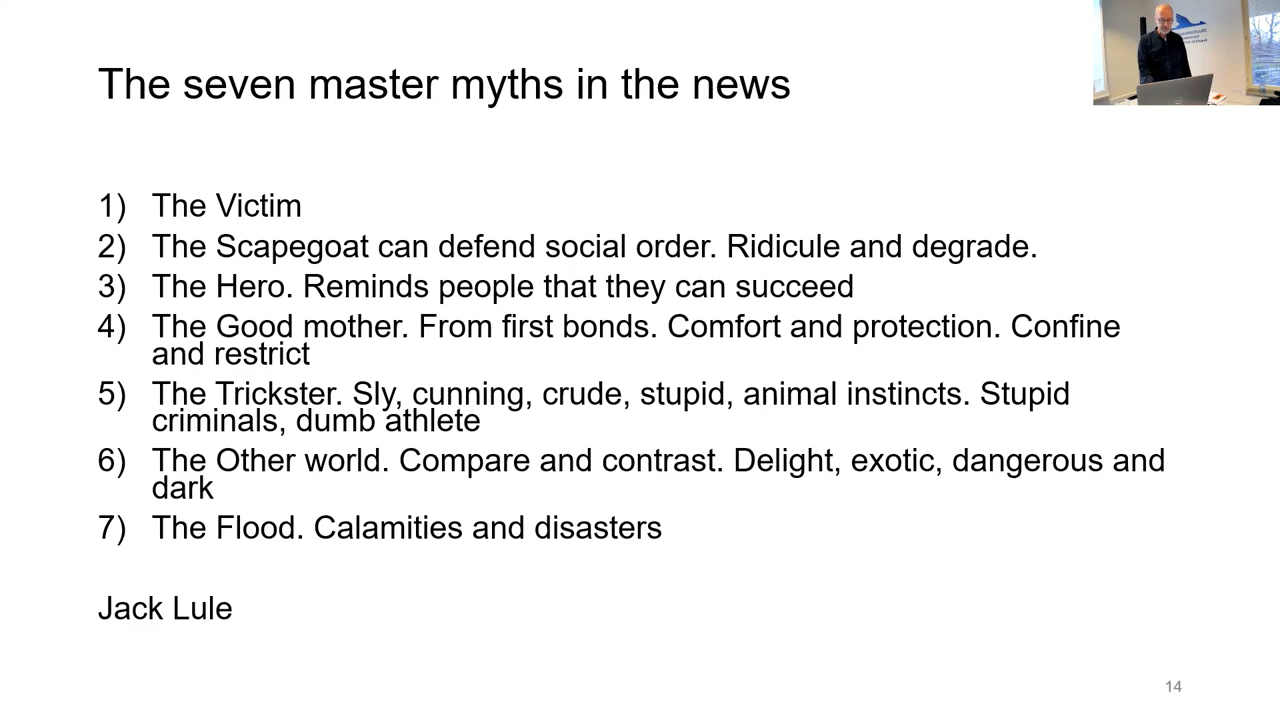 The seven master myths in the news
1) The Victim
2) The Scapegoat can defend social order. Ridicule and degrade.
3) The Hero. Reminds people that they can succeed
4) The Good mother. From first bonds. Comfort and protection. Confine
and restrict
5) The Trickster. Sly, cunning, crude, stupid, animal instincts. Stupid
criminals, dumb athlete
6) The Other world. Compare and contrast. Delight, exotic, dangerous and
dark
7) The Flood. Calamities and disasters
Jack Lule
14